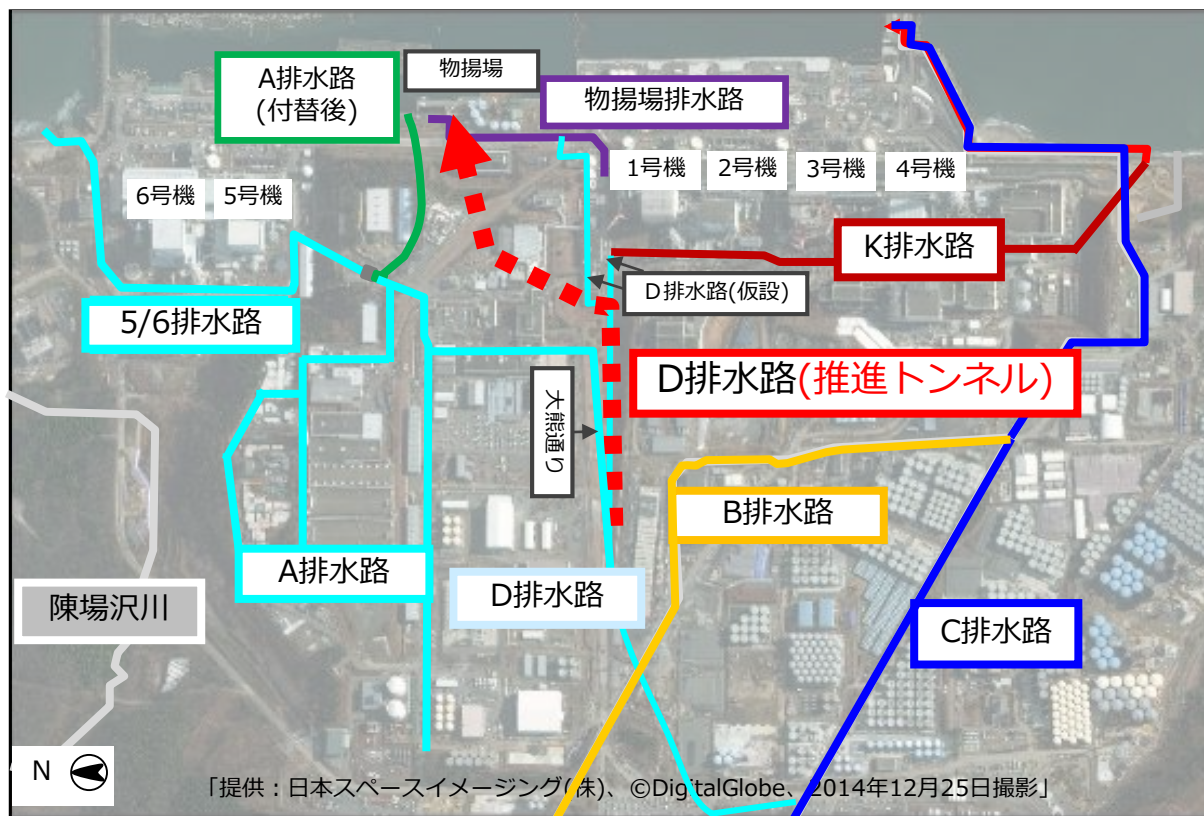 物揚場
A排水路
(付替後)
物揚場排水路
1号機
2号機
3号機
4号機
6号機
5号機
K排水路
D排水路(仮設)
5/6排水路
D排水路(推進トンネル)
大熊通り
B排水路
A排水路
D排水路
陳場沢川
C排水路
N
「提供：日本スペースイメージング(株)、©DigitalGlobe、2014年12月25日撮影」